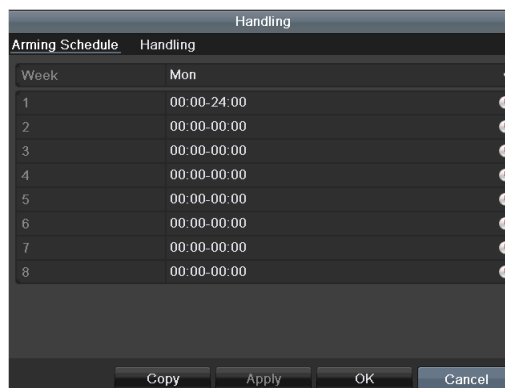 Handling
Arming Schedule Handling
Week Mon
1 00:00-24:00
2 00:00-00:00
3 00:00-00:00
4 00:00-00:00
5 00:00-00:00
6 00:00-00:00
7 00:00-00:00
8 00:00-00:00
Copy Apply OK Cancel